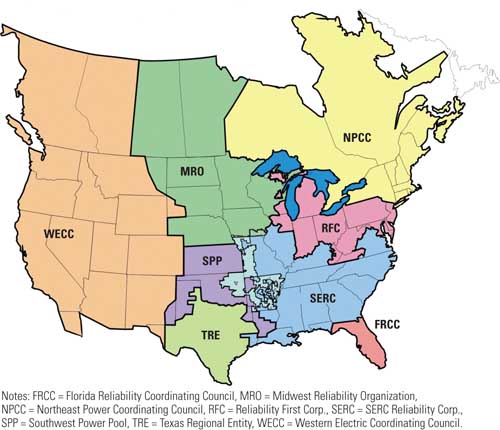 NPCC
MRO
WECC
RFC
SPP
SERC
TRE
FRCC
Notes: FRCC = Florida Reliability Coordinating Council, MRO = Midwest Reliability Organization,
NPCC = Northeast Power Coordinating Council, RFC = Reliability First Corp., SERC = SERC Reliability Corp.,
SPP = Southwest Power Pool, TRE = Texas Regional Entity, WECC = Western Electric Coordinating Council.